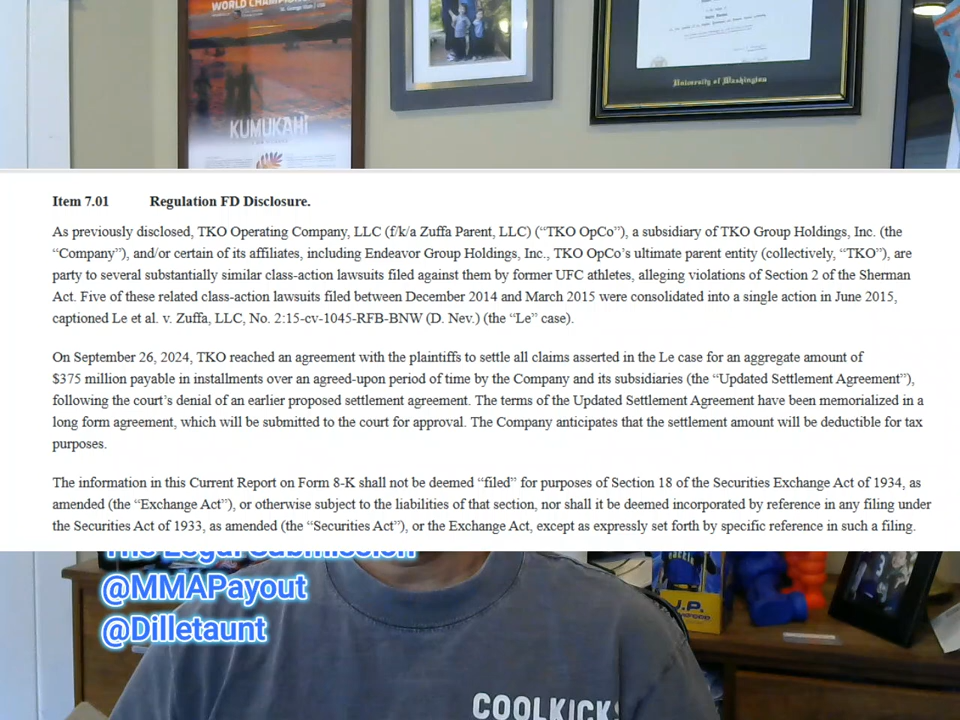 WORLD CHAMPION
KUMUKAHI
University of Washington
Item 7.01 Regulation FD Disclosure.
As previously disclosed, TKO Operating Company, LLC (f/k/a Zuffa Parent, LLC) (“TKO OpCo”), a subsidiary of TKO Group Holdings, Inc. (the
“Company”), and/or certain of its affiliates, including Endeavor Group Holdings, Inc., TKO OpCo’s ultimate parent entity (collectively, “TKO”), are
party to several substantially similar class-action lawsuits filed against them by former UFC athletes, alleging violations of Section 2 of the Sherman
Act. Five of these related class-action lawsuits filed between December 2014 and March 2015 were consolidated into a single action in June 2015,
captioned Le et al. v. Zuffa, LLC, No. 2:15-cv-1045-RFB-BNW (D. Nev.) (the “Le” case).
On September 26, 2024, TKO reached an agreement with the plaintiffs to settle all claims asserted in the Le case for an aggregate amount of
$375 million payable in installments over an agreed-upon period of time by the Company and its subsidiaries (the “Updated Settlement Agreement”),
following the court’s denial of an earlier proposed settlement agreement. The terms of the Updated Settlement Agreement have been memorialized in a
long form agreement, which will be submitted to the court for approval. The Company anticipates that the settlement amount will be deductible for tax
purposes.
The information in this Current Report on Form 8-K shall not be deemed “filed” for purposes of Section 18 of the Securities Exchange Act of 1934, as
amended (the “Exchange Act”), or otherwise subject to the liabilities of that section, nor shall it be deemed incorporated by reference in any filing under
the Securities Act of 1933, as amended (the “Securities Act”), or the Exchange Act, except as expressly set forth by specific reference in such a filing.
The Legal Submission
@MMAPayout
@Dilletaunt
J.P.
COOLKICKS